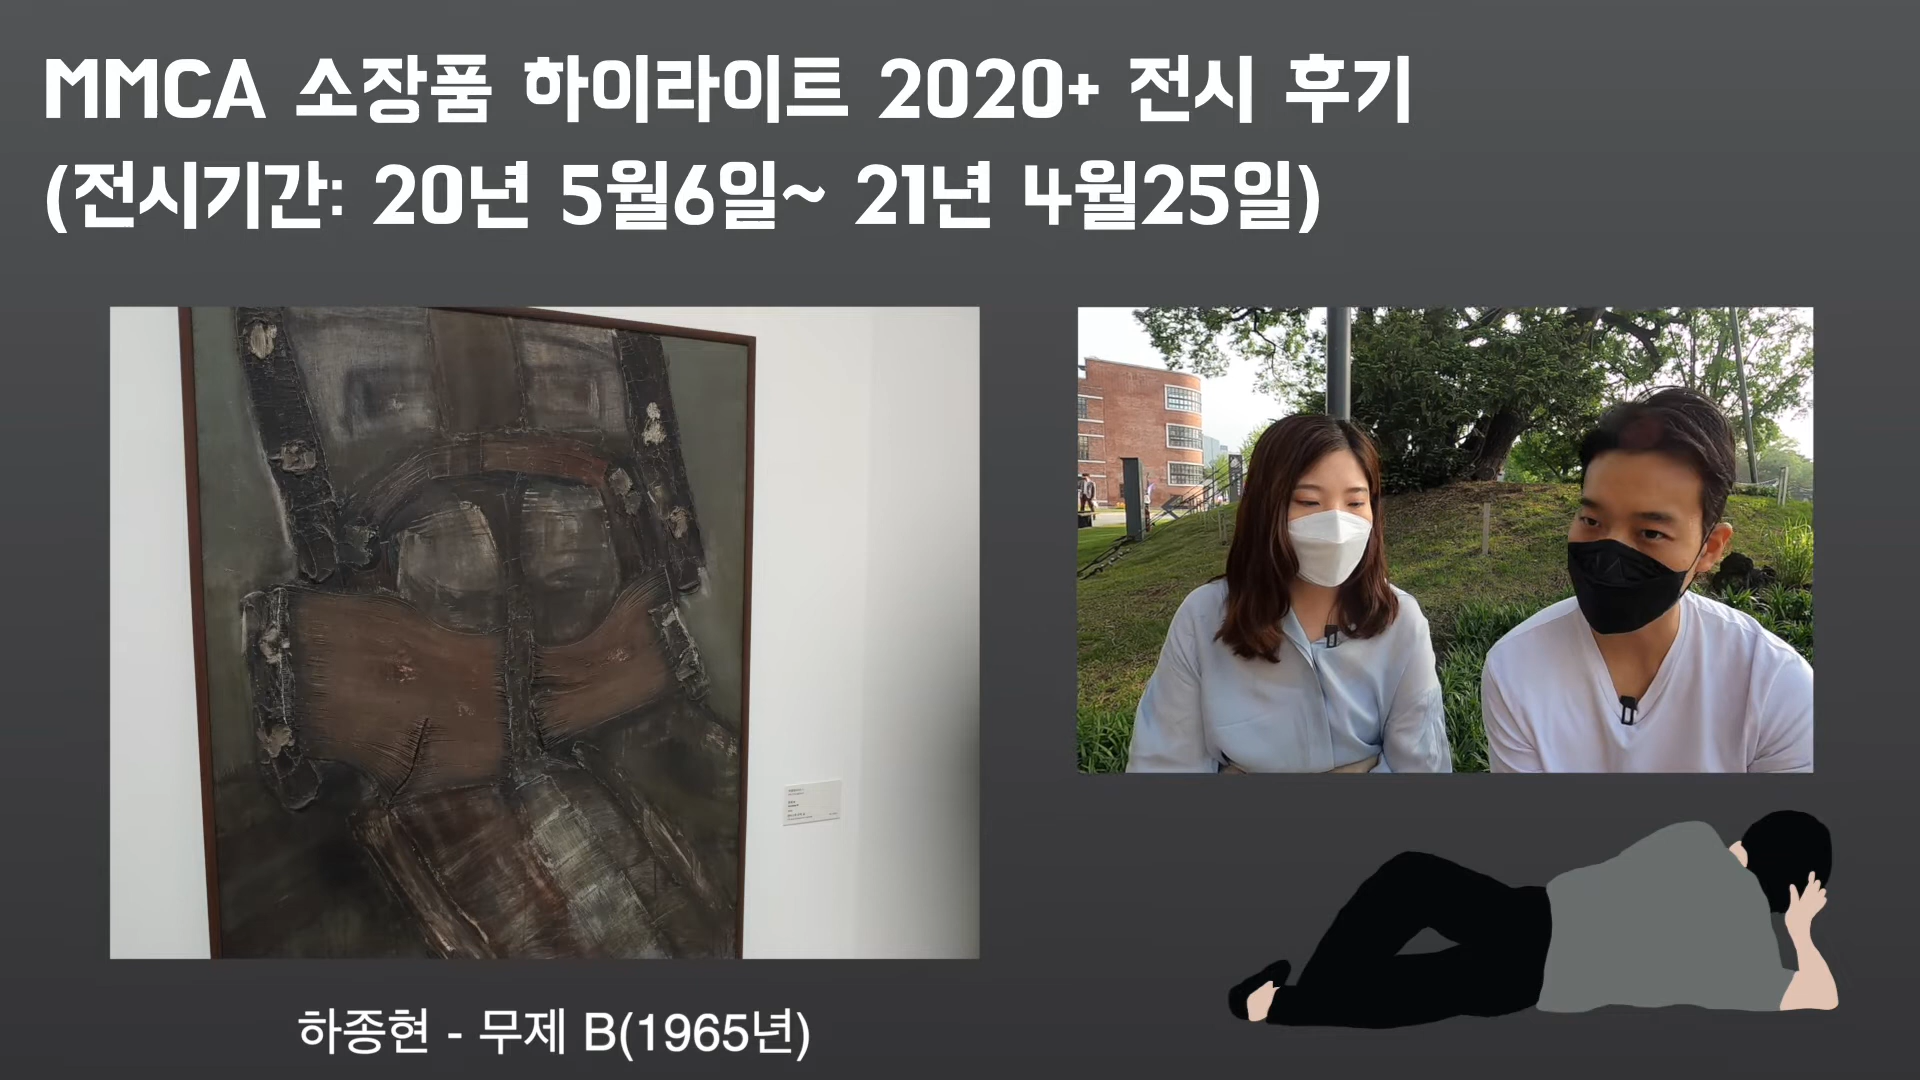 MMCA 소장품 하이라이트 2020+ 전시 후기
(전시기간: 20년 5월6일~ 21년 4월25일)
하종현 - 무제 B(1965년)